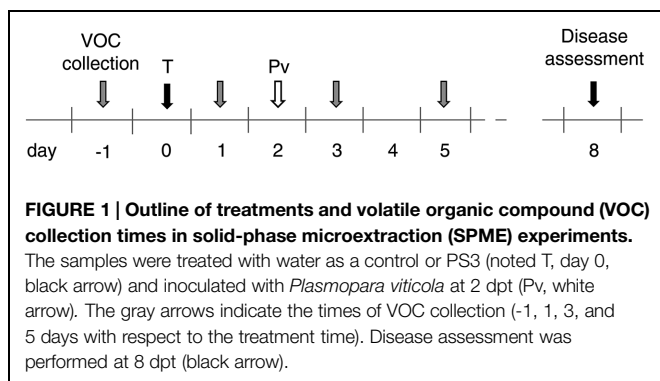 VOC
collection
T
Pv
Disease
assessment
day -1 0 1 2 3 4 5 8
FIGURE 1 | Outline of treatments and volatile organic compound (VOC)
collection times in solid-phase microextraction (SPME) experiments.
The samples were treated with water as a control or PS3 (noted T, day 0,
black arrow) and inoculated with Plasmopara viticola at 2 dpt (Pv, white
arrow). The gray arrows indicate the times of VOC collection (-1, 1, 3, and
5 days with respect to the treatment time). Disease assessment was
performed at 8 dpt (black arrow).